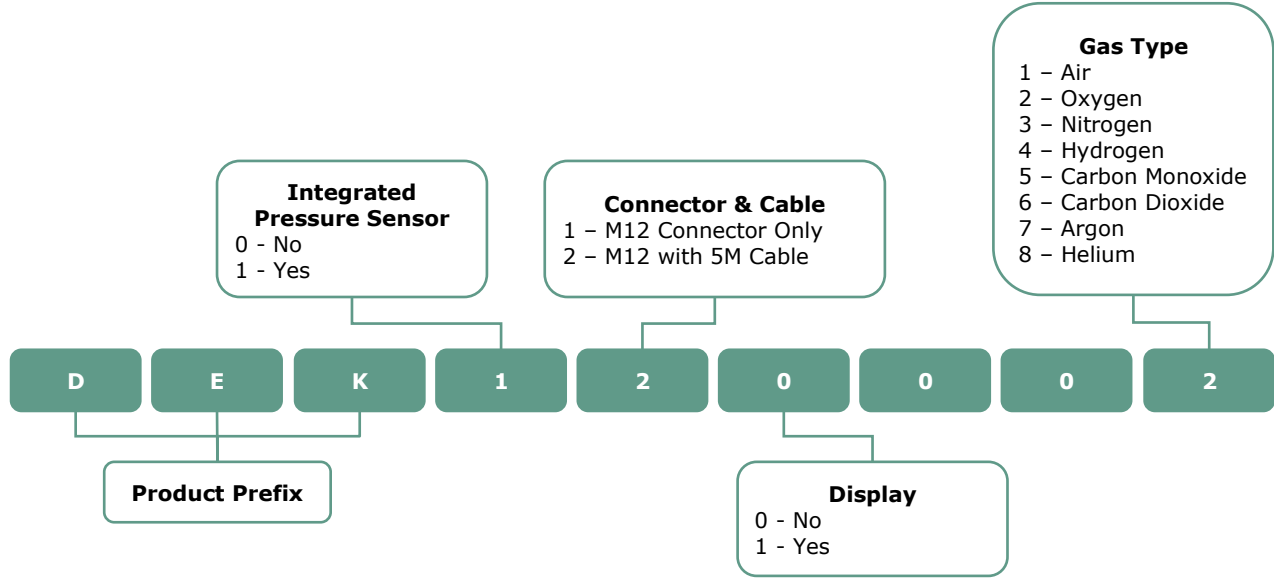 Gas Type
1 – Air
2 – Oxygen
3 – Nitrogen
4 – Hydrogen
5 – Carbon Monoxide
6 – Carbon Dioxide
7 – Argon
8 – Helium
Integrated
Pressure Sensor
0 - No
1 - Yes
Connector & Cable
1 – M12 Connector Only
2 – M12 with 5M Cable
D E K 1 2 0 0 0 2
Product Prefix
Display
0 - No
1 - Yes